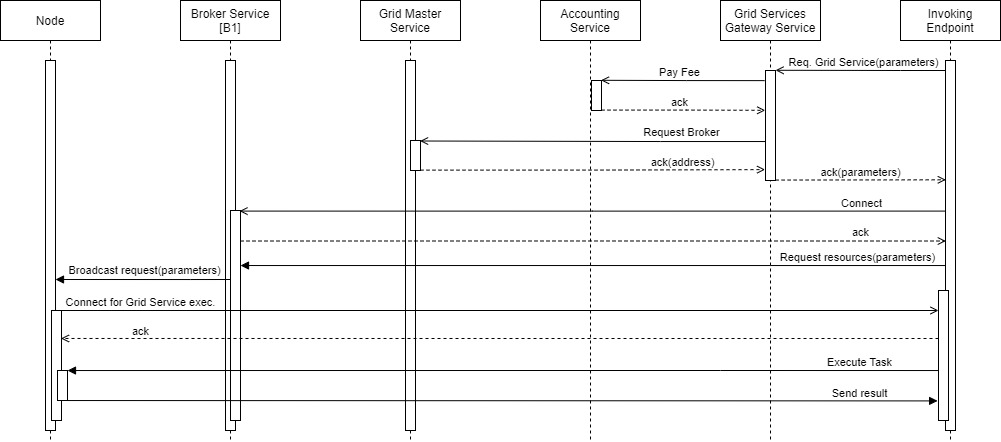 Node
Broker Service
[B1]
Grid Master
Service
Accounting
Service
Grid Services
Gateway Service
Invoking
Endpoint
Req. Grid Service(parameters)
Pay Fee
ack
Request Broker
ack(address)
ack(parameters)
Connect
ack
Request resources(parameters)
Broadcast request(parameters)
Connect for Grid Service exec.
ack
Execute Task
Send result